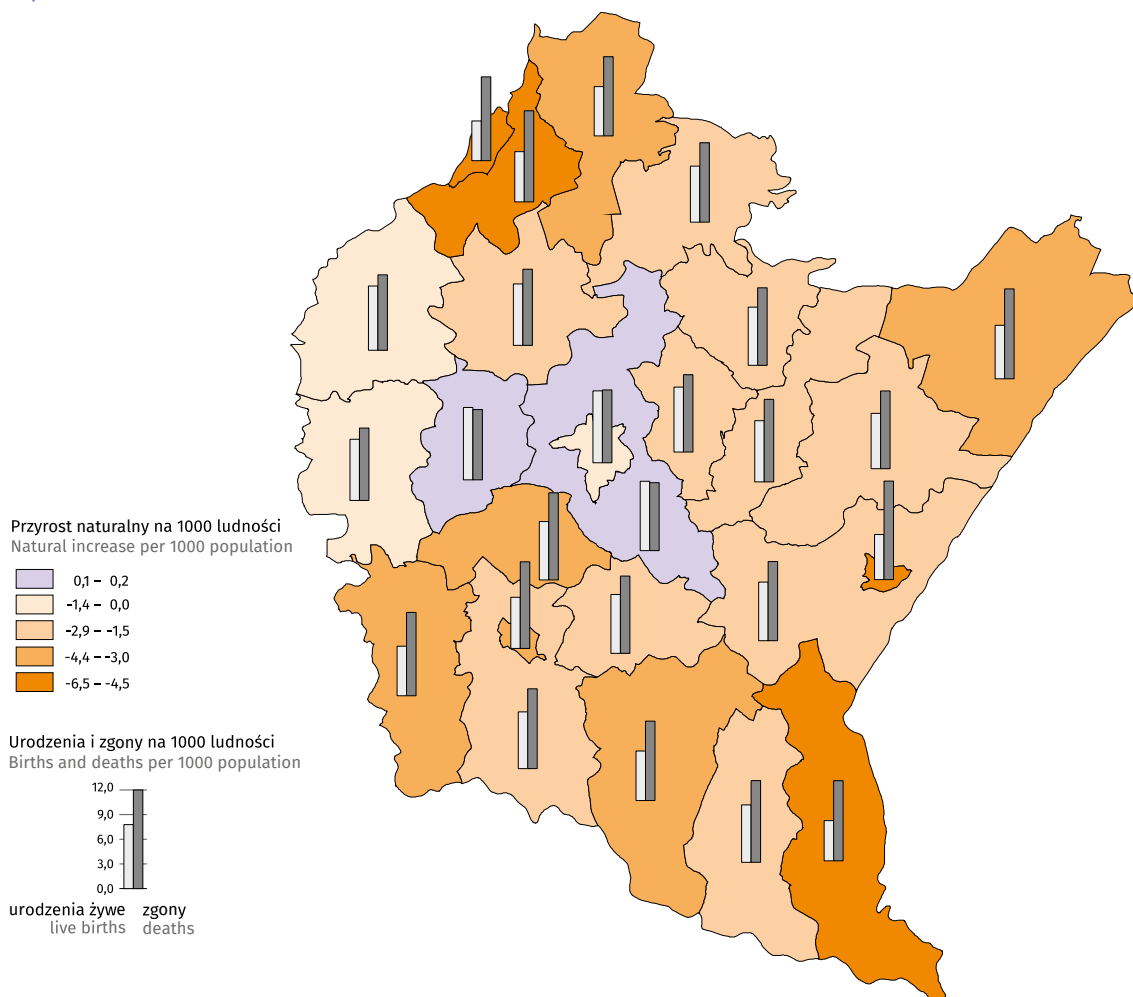 Przyrost naturalny na 1000 ludności
Natural increase per 1000 population
0,1 – 0,2
-1,4 – 0,0
-2,9 – -1,5
-4,4 – -3,0
-6,5 – -4,5
Urodzenia i zgony na 1000 ludności
Births and deaths per 1000 population
12,0
9,0
6,0
3,0
0,0
urodzenia żywe zgony
live births deaths